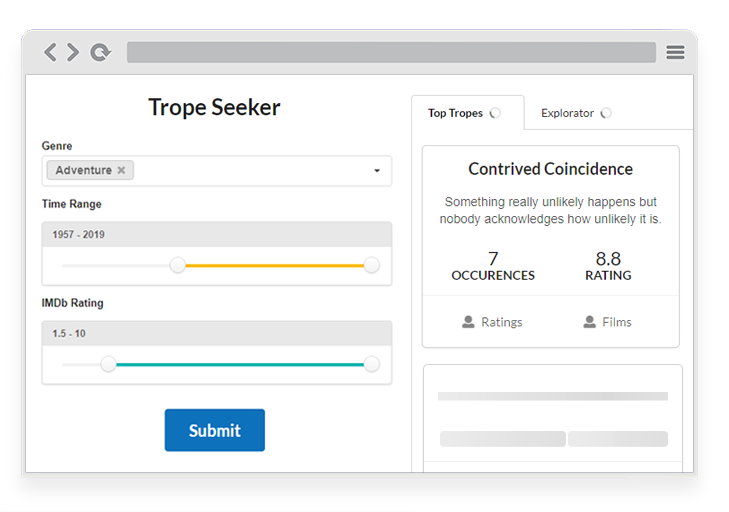 Trope Seeker
Genre
Adventure
Time Range
1957 - 2019
IMDb Rating
1.5 - 10
Submit
Top Tropes
Explorator
Contrived Coincidence
Something really unlikely happens but
nobody acknowledges how unlikely it is.
7
OCCURENCES
8.8
RATING
Ratings
Films